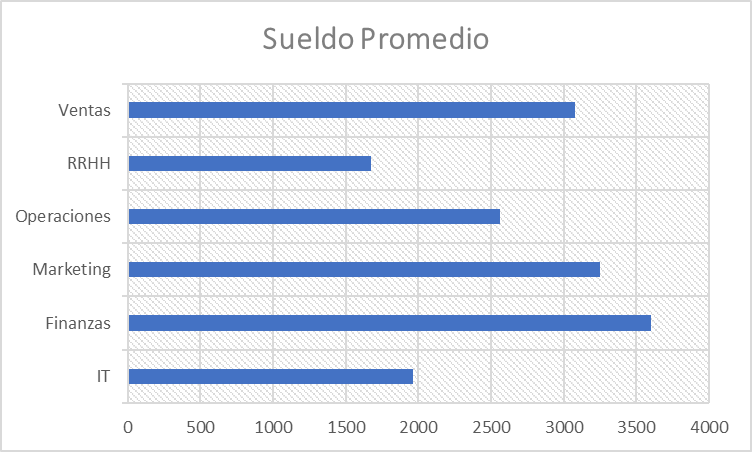 Sueldo Promedio
Ventas
RRHH
Operaciones
Marketing
Finanzas
IT
0 500 1000 1500 2000 2500 3000 3500 4000